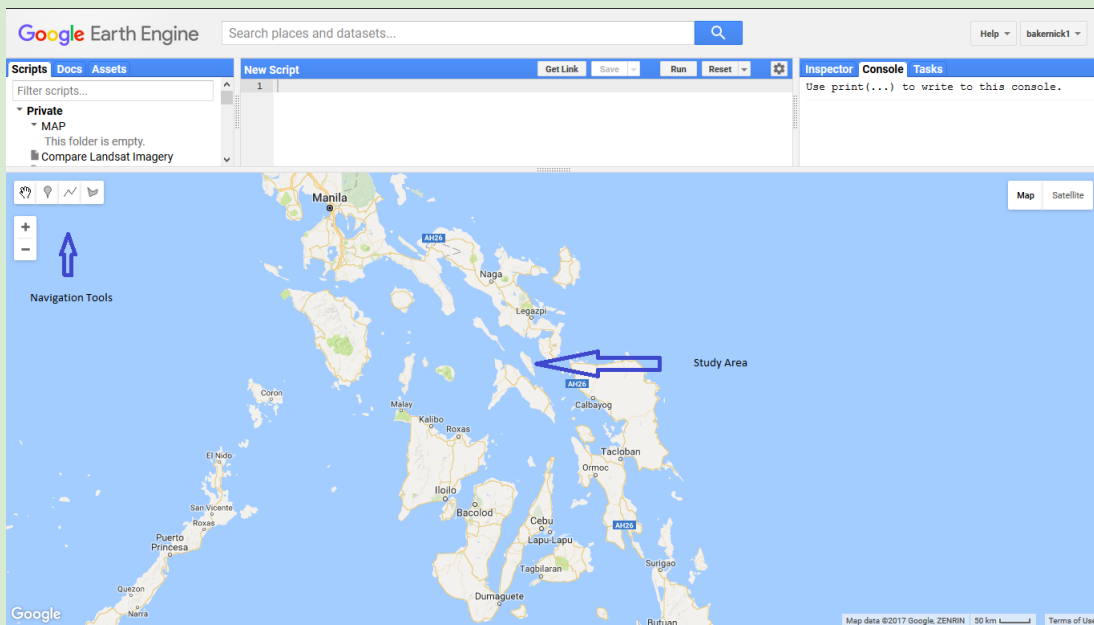 Google Earth Engine
Search places and datasets...
Help
bakernick1
Scripts Docs Assets
Filter scripts...
Private
MAP
This folder is empty.
Compare Landsat Imagery
New Script
Get Link Save Run Reset
1
Inspector Console Tasks
Use print(...) to write to this console.
Map Satellite
Navigation Tools
Manila
AH26
Naga
Legazpi
Study Area
AH26
Calbayog
Coron
Malay
Kalibo
Roxas
Tacloban
Ormoc
El Nido
Iloilo
Bacolod
San Vicente
Roxas
Cebu
Lapu-Lapu
AH26
Puerto
Princesa
Tagbilaran
Surigao
Quezon
Dumaguete
Narra
Butuan
Google
Map data ©2017 Google, ZENRIN 50 km Terms of Use